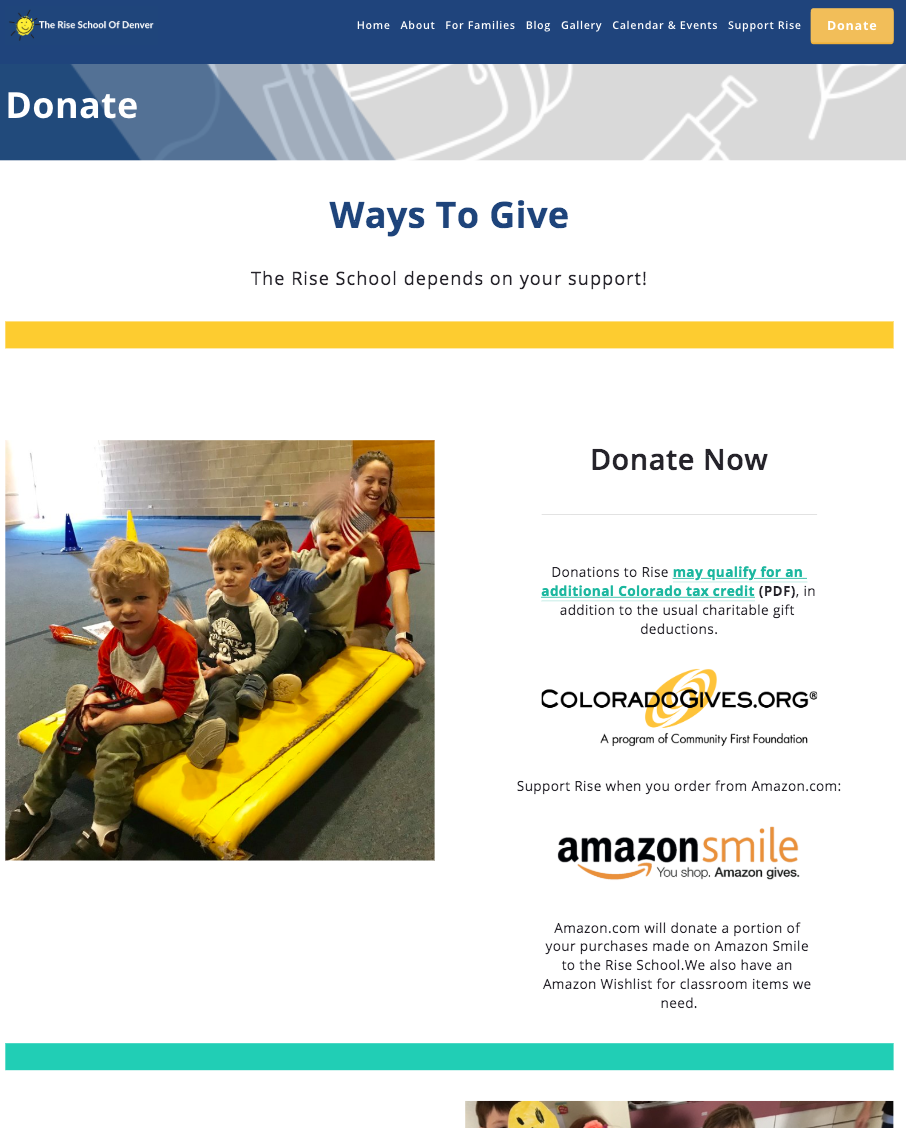 The Rise School Of Denver
Home About For Families Blog Gallery Calendar & Events Support Rise Donate
Donate
Ways To Give
The Rise School depends on your support!
Donate Now
Donations to Rise may qualify for an
additional Colorado tax credit (PDF), in
addition to the usual charitable gift
deductions.
COLORADOGIVES.ORG®
A program of Community First Foundation
Support Rise when you order from Amazon.com:
amazonsmile
You shop. Amazon gives.
Amazon.com will donate a portion of
your purchases made on Amazon Smile
to the Rise School.We also have an
Amazon Wishlist for classroom items we
need.